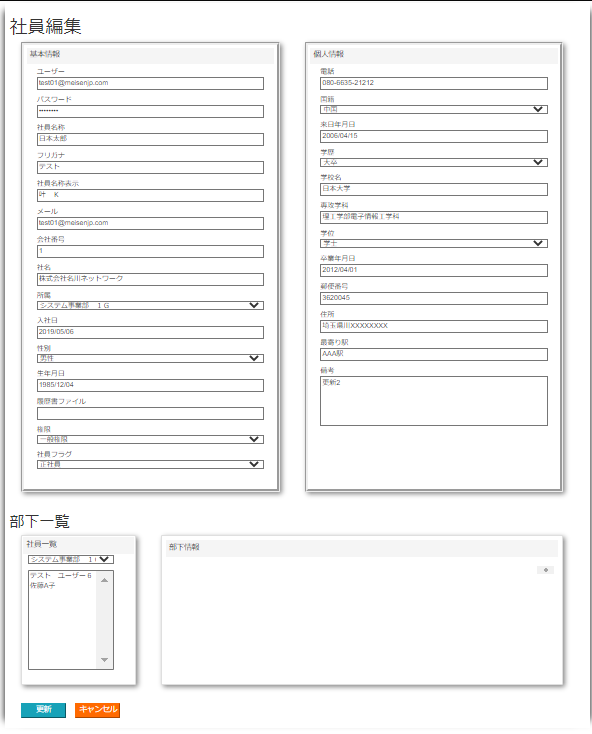 社員編集
基本情報
ユーザー
test01@meisenjp.com
パスワード
••••••••
社員名称
日本太郎
フリガナ
テスト
社員名称表示
叶　K
メール
test01@meisenjp.com
会社番号
1
社名
株式会社名川ネットワーク
所属
システム事業部　１Ｇ
入社日
2019/05/06
性別
男性
生年月日
1985/12/04
履歴書ファイル
権限
一般権限
社員フラグ
正社員
個人情報
電話
080-6635-21212
国籍
中国
来日年月日
2006/04/15
学歴
大卒
学校名
日本大学
専攻学科
理工学部電子情報工学科
学位
学士
卒業年月日
2012/04/01
郵便番号
3620045
住所
埼玉県川XXXXXXXX
最寄り駅
AAA駅
備考
更新2
部下一覧
社員一覧
システム事業部　１Ｇ
テスト　ユーザー６
佐藤A子
部下情報
更新
キャンセル